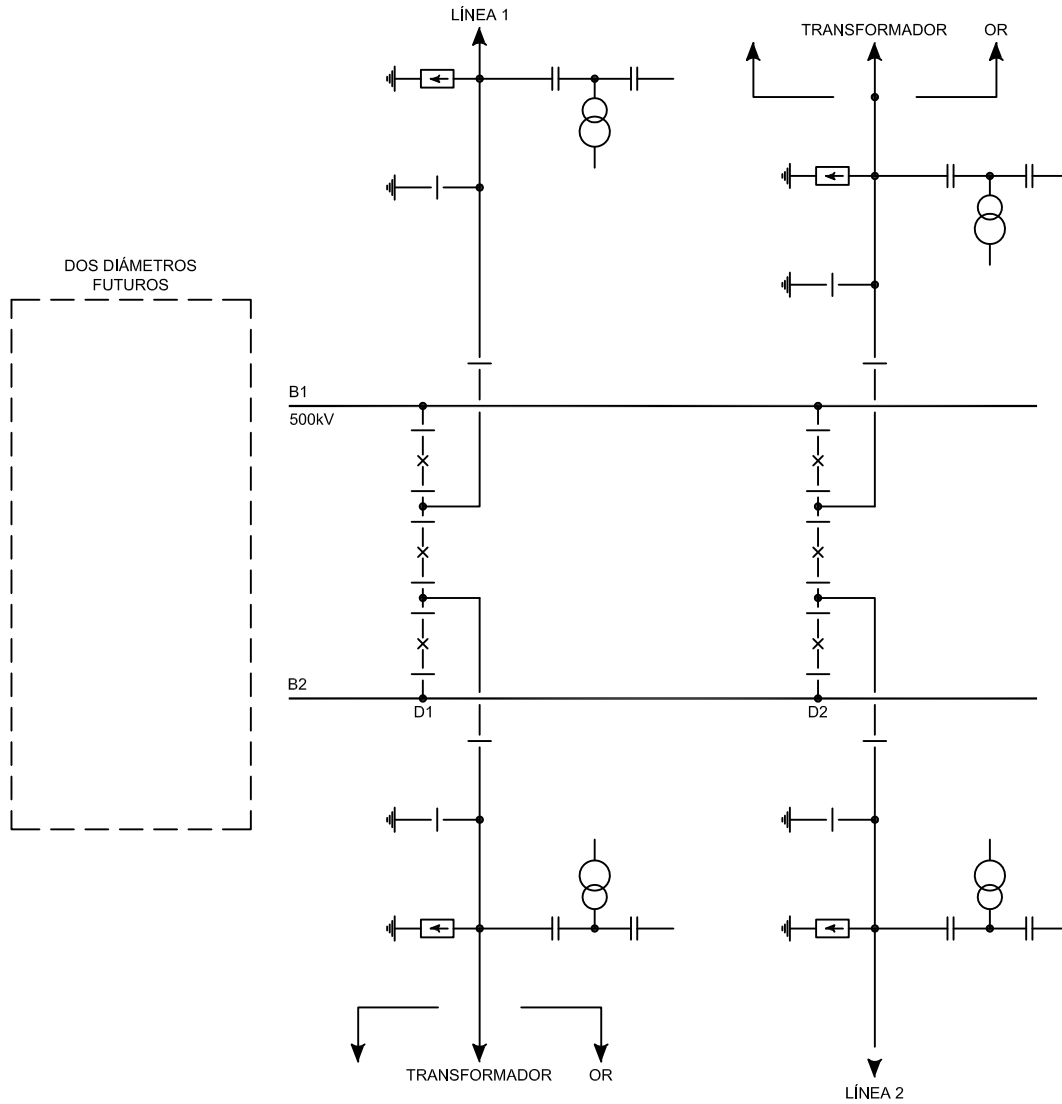 LÍNEA 1
TRANSFORMADOR OR
DOS DIÁMETROS
FUTUROS
B1
500kV
B2
D1 D2
TRANSFORMADOR OR
LÍNEA 2